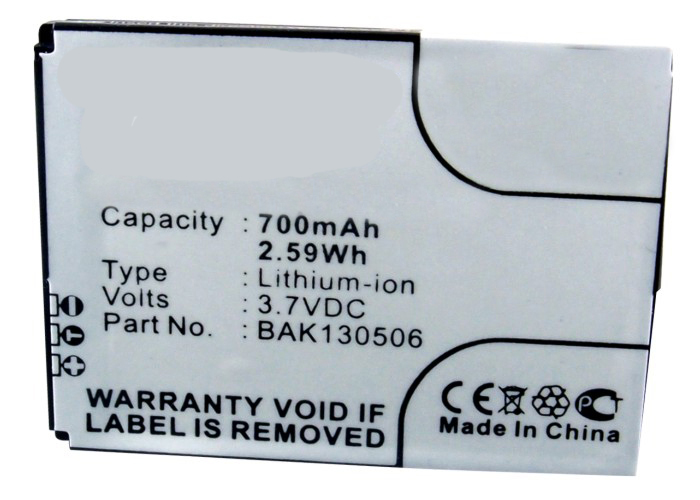 Capacity : 700mAh
2.59Wh
Type : Lithium-ion
Volts : 3.7VDC
Part No. : BAK130506
WARRANTY VOID IF
LABEL IS REMOVED
CE PCT
Made In China